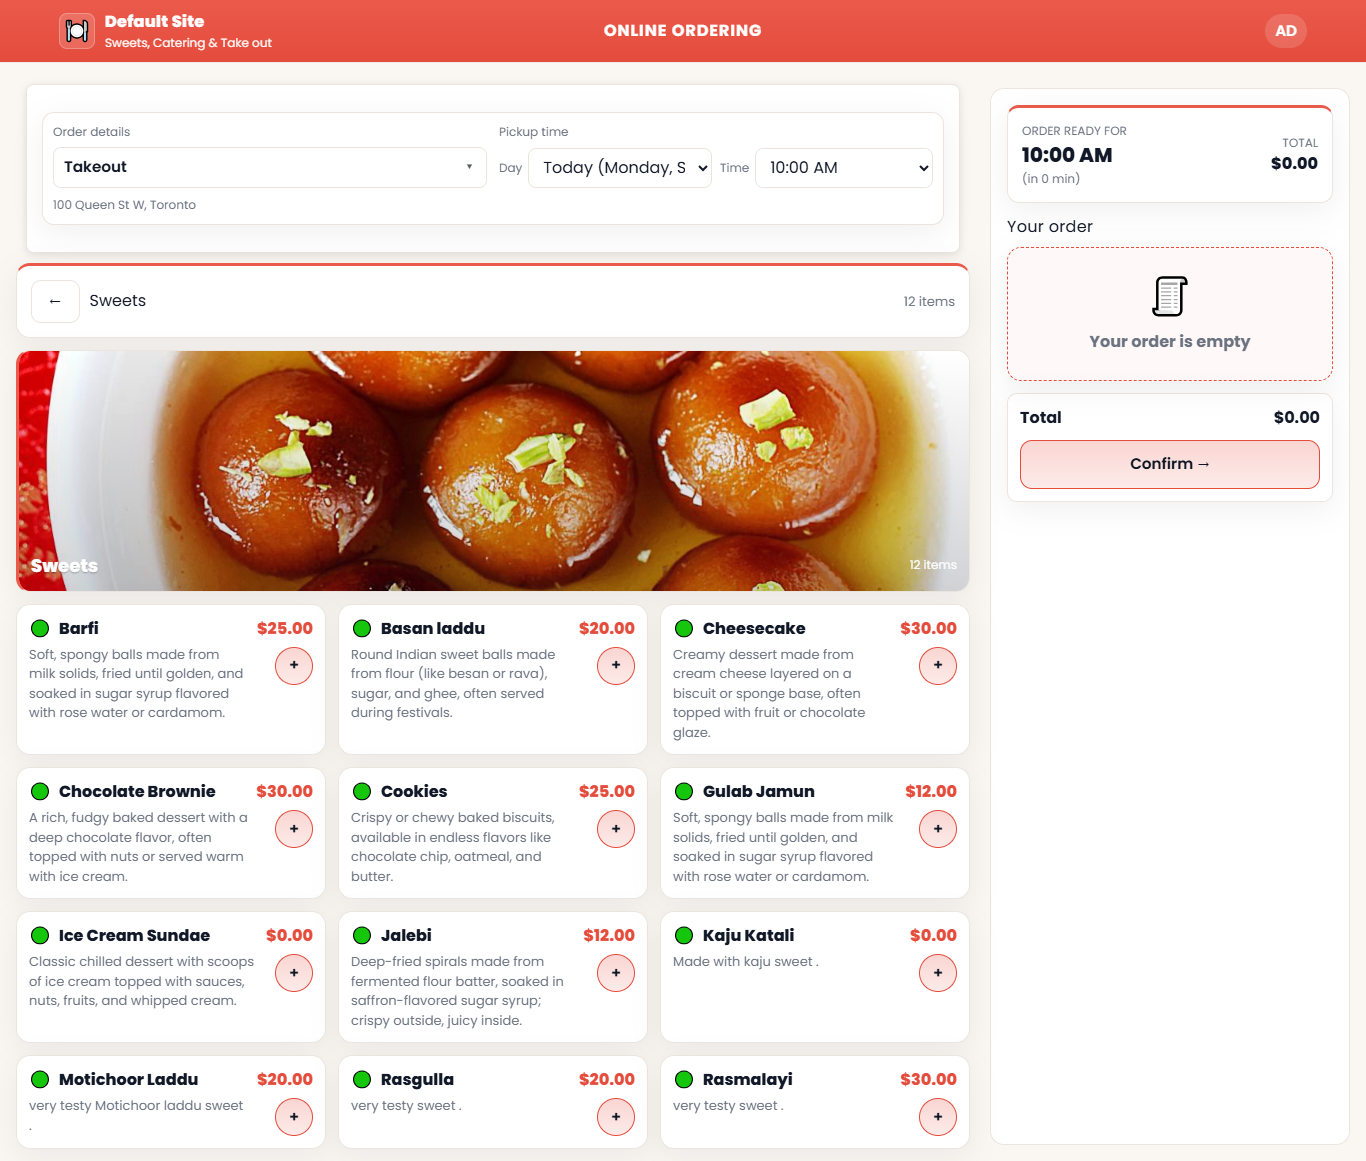 Default Site
Sweets, Catering & Take out
ONLINE ORDERING
AD
Order details
Takeout
100 Queen St W, Toronto
Pickup time
Day
Today (Monday, S
Time
10:00 AM
← Sweets
12 items
Sweets
12 items
Barfi
$25.00
Soft, spongy balls made from
milk solids, fried until golden, and
soaked in sugar syrup flavored
with rose water or cardamom.
+
Basan laddu
$20.00
Round Indian sweet balls made
from flour (like besan or rava),
sugar, and ghee, often served
during festivals.
+
Cheesecake
$30.00
Creamy dessert made from
cream cheese layered on a
biscuit or sponge base, often
topped with fruit or chocolate
glaze.
+
Chocolate Brownie
$30.00
A rich, fudgy baked dessert with a
deep chocolate flavor, often
topped with nuts or served warm
with ice cream.
+
Cookies
$25.00
Crispy or chewy baked biscuits,
available in endless flavors like
chocolate chip, oatmeal, and
butter.
+
Gulab Jamun
$12.00
Soft, spongy balls made from milk
solids, fried until golden, and
soaked in sugar syrup flavored
with rose water or cardamom.
+
Ice Cream Sundae
$0.00
Classic chilled dessert with scoops
of ice cream topped with sauces,
nuts, fruits, and whipped cream.
+
Jalebi
$12.00
Deep-fried spirals made from
fermented flour batter, soaked in
saffron-flavored sugar syrup;
crispy outside, juicy inside.
+
Kaju Katali
$0.00
Made with kaju sweet .
+
Motichoor Laddu
$20.00
very testy Motichoor laddu sweet
.
+
Rasgulla
$20.00
very testy sweet .
+
Rasmalayi
$30.00
very testy sweet .
+
ORDER READY FOR
10:00 AM
(in 0 min)
TOTAL
$0.00
Your order
Your order is empty
Total
$0.00
Confirm →